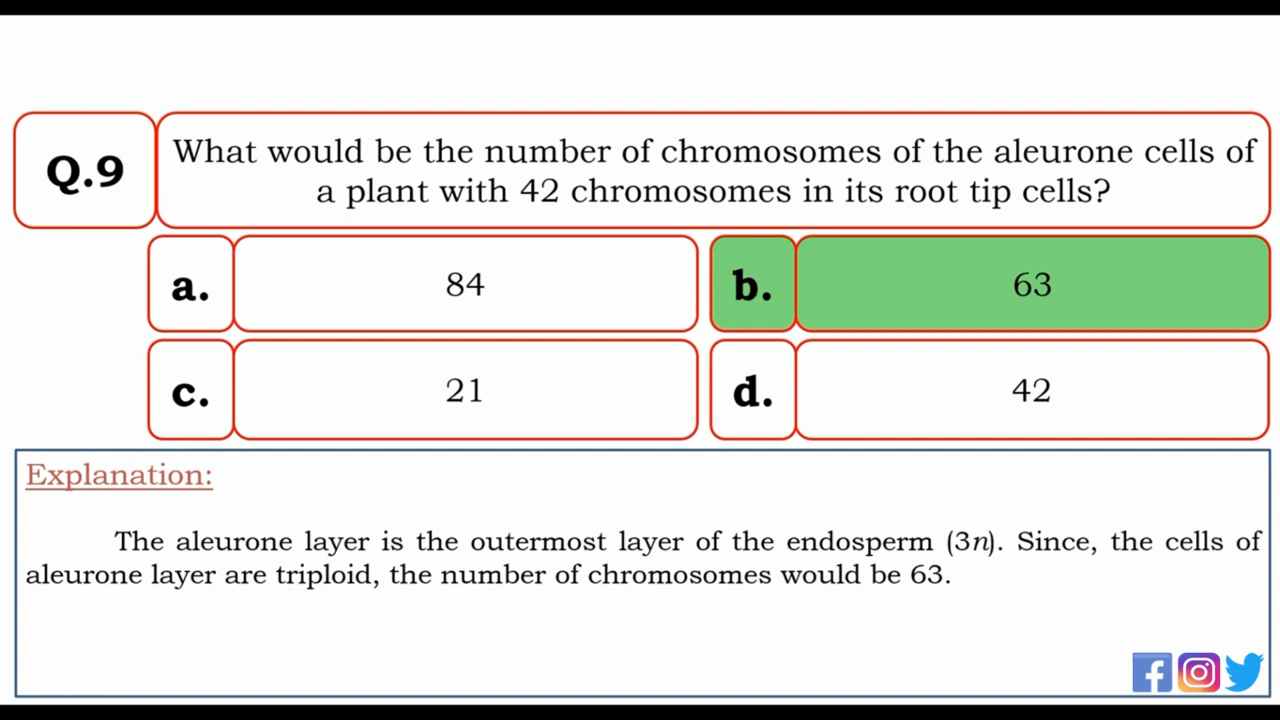 Q.9
What would be the number of chromosomes of the aleurone cells of
a plant with 42 chromosomes in its root tip cells?
a.
84
b.
63
c.
21
d.
42
Explanation:
The aleurone layer is the outermost layer of the endosperm (3n). Since, the cells of
aleurone layer are triploid, the number of chromosomes would be 63.